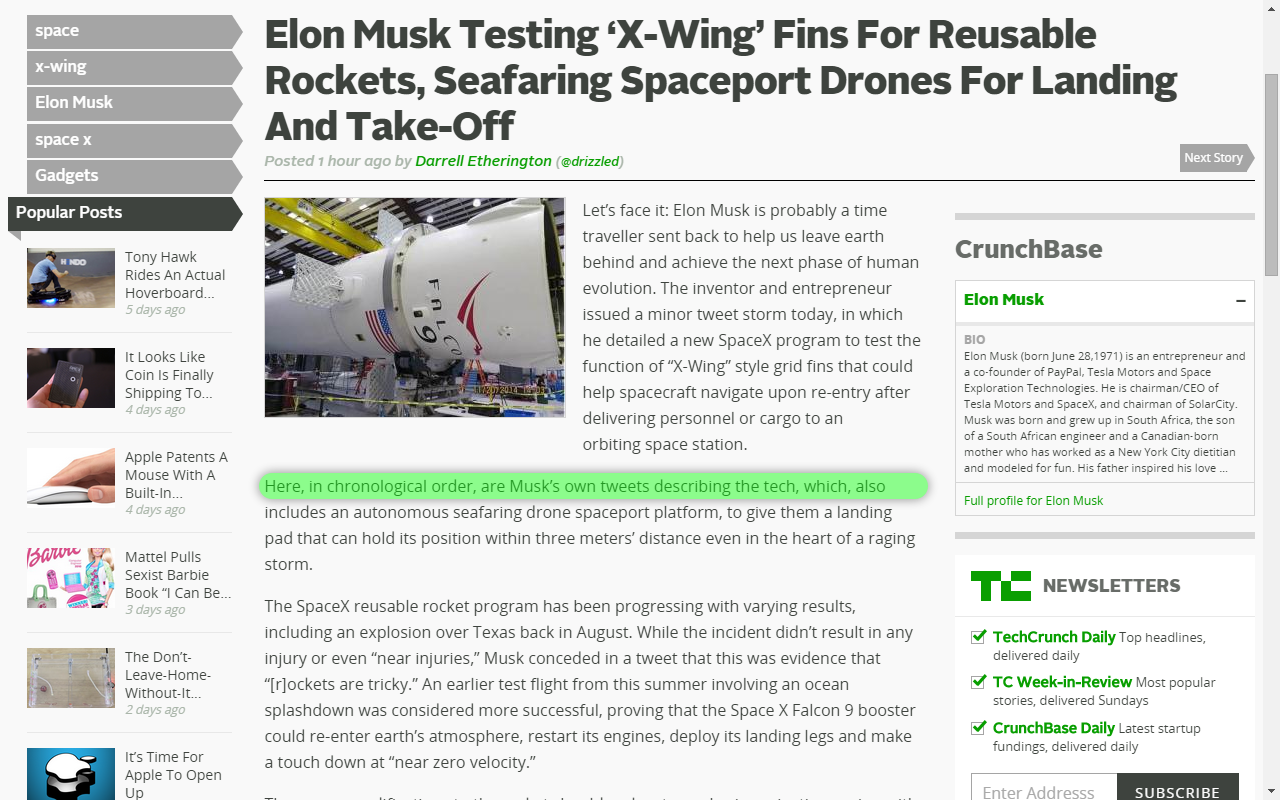 space
x-wing
Elon Musk
space x
Gadgets
Popular Posts
Tony Hawk
Rides An Actual
Hoverboard...
5 days ago
It Looks Like
Coin Is Finally
Shipping To...
4 days ago
Apple Patents A
Mouse With A
Built-In...
4 days ago
Mattel Pulls
Sexist Barbie
Book “I Can Be...
3 days ago
The Don’t-
Leave-Home-
Without-It...
2 days ago
It’s Time For
Apple To Open
Up
Elon Musk Testing ‘X-Wing’ Fins For Reusable
Rockets, Seafaring Spaceport Drones For Landing
And Take-Off
Posted 1 hour ago by Darrell Etherington (@drizzled)
Next Story
FALCO
9
Let’s face it: Elon Musk is probably a time
traveller sent back to help us leave earth
behind and achieve the next phase of human
evolution. The inventor and entrepreneur
issued a minor tweet storm today, in which
he detailed a new SpaceX program to test the
function of “X-Wing” style grid fins that could
help spacecraft navigate upon re-entry after
delivering personnel or cargo to an
orbiting space station.
Here, in chronological order, are Musk’s own tweets describing the tech, which, also
includes an autonomous seafaring drone spaceport platform, to give them a landing
pad that can hold its position within three meters’ distance even in the heart of a raging
storm.
The SpaceX reusable rocket program has been progressing with varying results,
including an explosion over Texas back in August. While the incident didn’t result in any
injury or even “near injuries,” Musk conceded in a tweet that this was evidence that
“[r]ockets are tricky.” An earlier test flight from this summer involving an ocean
splashdown was considered more successful, proving that the Space X Falcon 9 booster
could re-enter earth’s atmosphere, restart its engines, deploy its landing legs and make
a touch down at “near zero velocity.”
CrunchBase
Elon Musk
–
BIO
Elon Musk (born June 28,1971) is an entrepreneur and
a co-founder of PayPal, Tesla Motors and Space
Exploration Technologies. He is chairman/CEO of
Tesla Motors and SpaceX, and chairman of SolarCity.
Musk was born and grew up in South Africa, the son
of a South African engineer and a Canadian-born
mother who has worked as a New York City dietitian
and modeled for fun. His father inspired his love ...
Full profile for Elon Musk
TC NEWSLETTERS
TechCrunch Daily Top headlines,
delivered daily
TC Week-in-Review Most popular
stories, delivered Sundays
CrunchBase Daily Latest startup
fundings, delivered daily
Enter Addresss
SUBSCRIBE